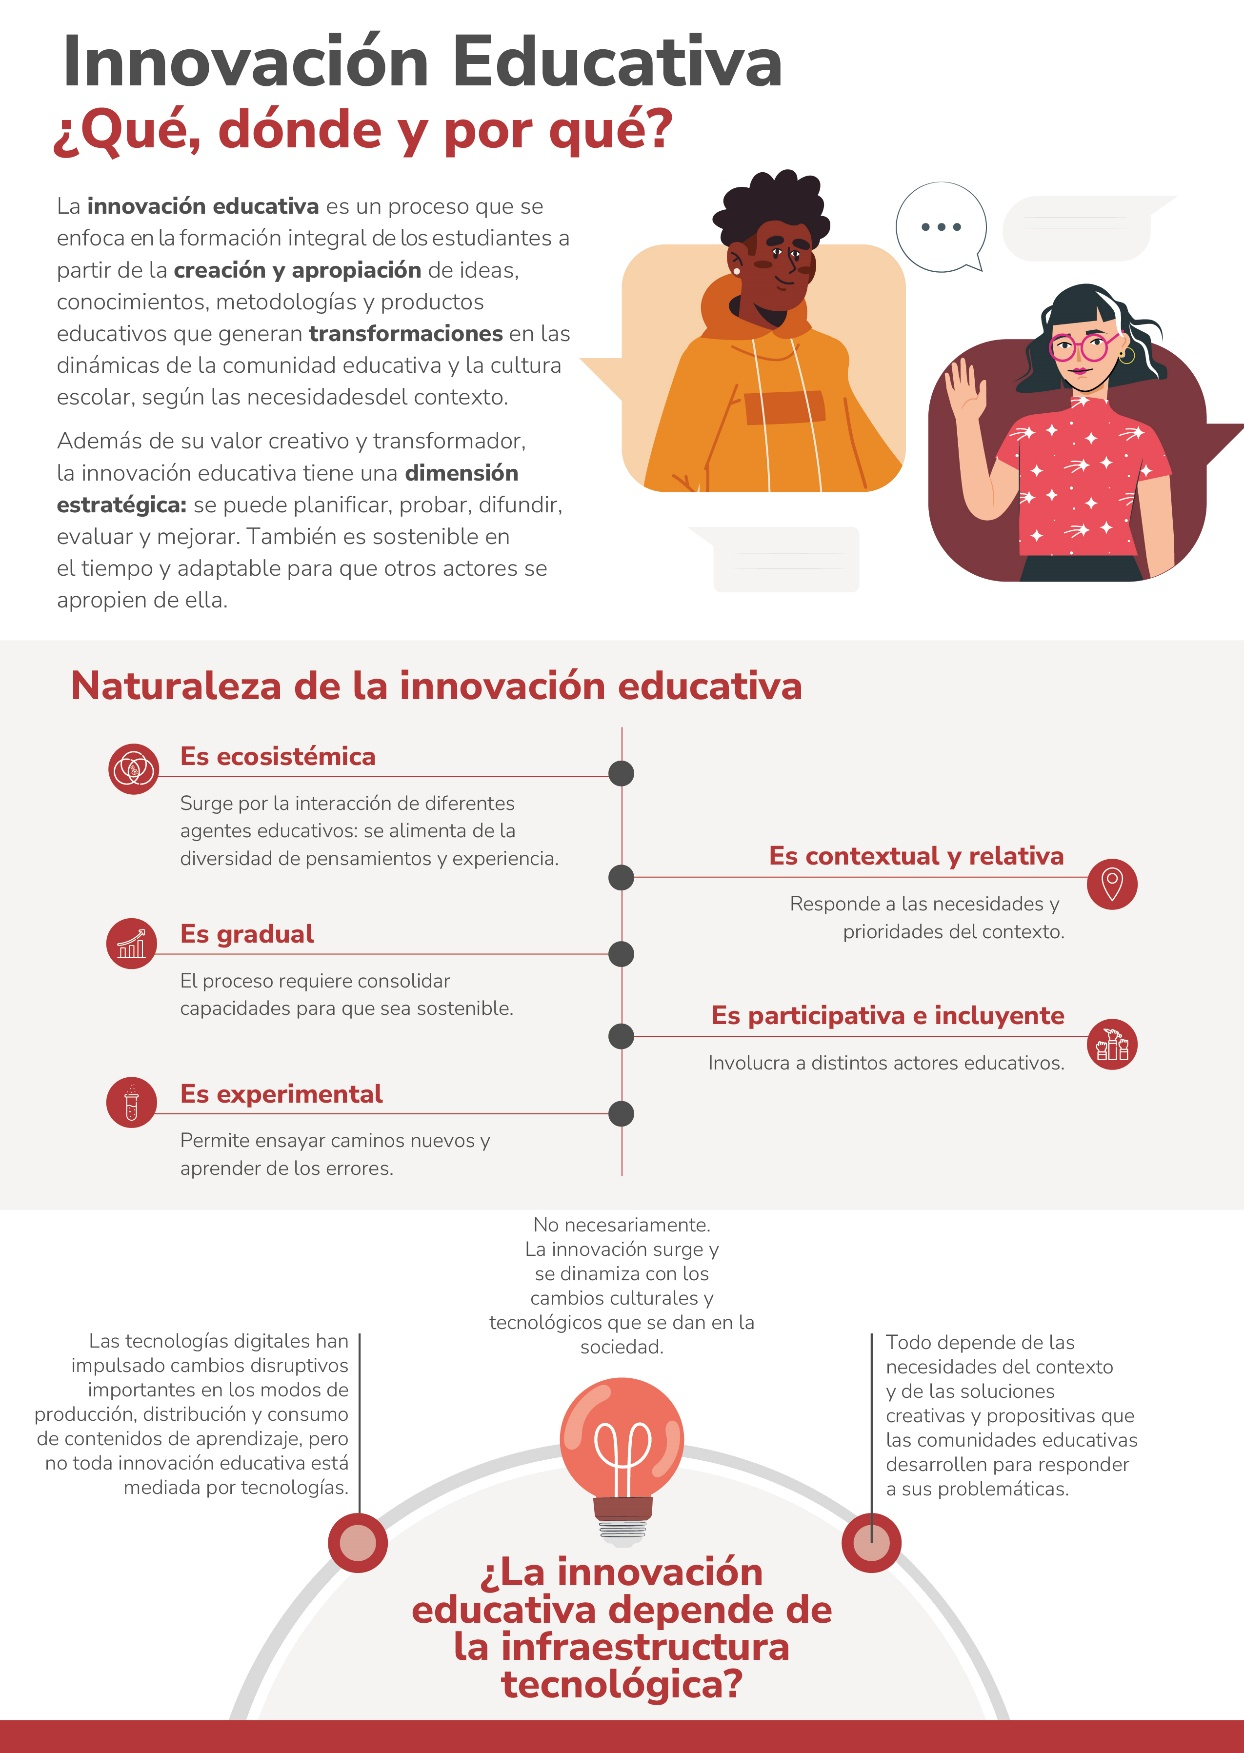 Innovación Educativa
¿Qué, dónde y por qué?
La innovación educativa es un proceso que se
enfoca en la formación integral de los estudiantes a
partir de la creación y apropiación de ideas,
conocimientos, metodologías y productos
educativos que generan transformaciones en las
dinámicas de la comunidad educativa y la cultura
escolar, según las necesidadesdel contexto.
Además de su valor creativo y transformador,
la innovación educativa tiene una dimensión
estratégica: se puede planificar, probar, difundir,
evaluar y mejorar. También es sostenible en
el tiempo y adaptable para que otros actores se
apropien de ella.
Naturaleza de la innovación educativa
Es ecosistémica
Surge por la interacción de diferentes
agentes educativos: se alimenta de la
diversidad de pensamientos y experiencia.
Es contextual y relativa
Responde a las necesidades y
prioridades del contexto.
Es gradual
El proceso requiere consolidar
capacidades para que sea sostenible.
Es participativa e incluyente
Involucra a distintos actores educativos.
Es experimental
Permite ensayar caminos nuevos y
aprender de los errores.
No necesariamente.
La innovación surge y
se dinamiza con los
cambios culturales y
tecnológicos que se dan en la
sociedad.
Las tecnologías digitales han
impulsado cambios disruptivos
importantes en los modos de
producción, distribución y consumo
de contenidos de aprendizaje, pero
no toda innovación educativa está
mediada por tecnologías.
Todo depende de las
necesidades del contexto
y de las soluciones
creativas y propositivas que
las comunidades educativas
desarrollen para responder
a sus problemáticas.
¿La innovación
educativa depende de
la infraestructura
tecnológica?